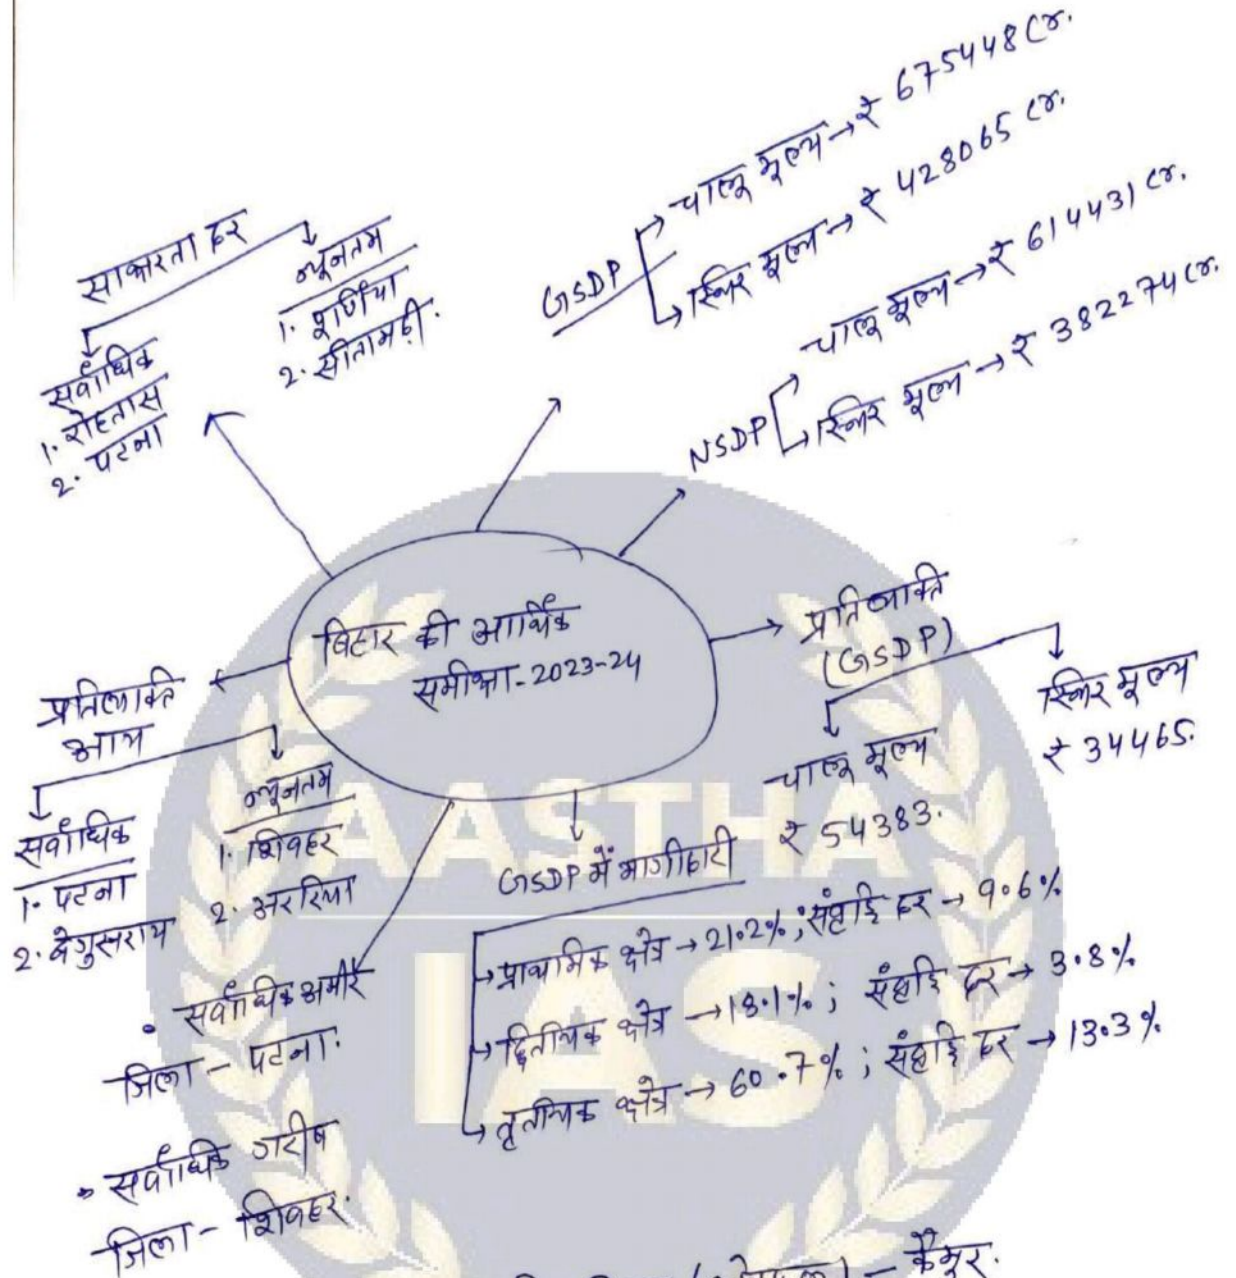 साक्षरता दर
सर्वाधिक
1. रोहतास
2. पटना
न्यूनतम
1. पूर्णिया
2. सीतामढ़ी.
GSDP
चालू मूल्य → ₹ 675448 Cr.
स्थिर मूल्य → ₹ 428065 Cr.
NSDP
चालू मूल्य → ₹ 614431 Cr.
स्थिर मूल्य → ₹ 382274 Cr.
बिहार की आर्थिक
समीक्षा - 2023-24
प्रतिव्यक्ति
(GSDP)
चालू मूल्य
₹ 54383.
स्थिर मूल्य
₹ 34465.
प्रतिव्यक्ति
आय
सर्वाधिक
1. पटना
2. बेगुसराय
न्यूनतम
1. शिवहर
2. अररिया
• सर्वाधिक अमीर
जिला - पटना.
• सर्वाधिक गरीब
जिला - शिवहर.
GSDP में भागीदारी
→ प्राथमिक क्षेत्र → 21.2% ; संवृद्धि दर → 9.6%
→ द्वितीयक क्षेत्र → 18.1% ; संवृद्धि दर → 3.8%
→ तृतीयक क्षेत्र → 60.7% ; संवृद्धि दर → 13.3%
– कैमूर.
AASTHA
IAS